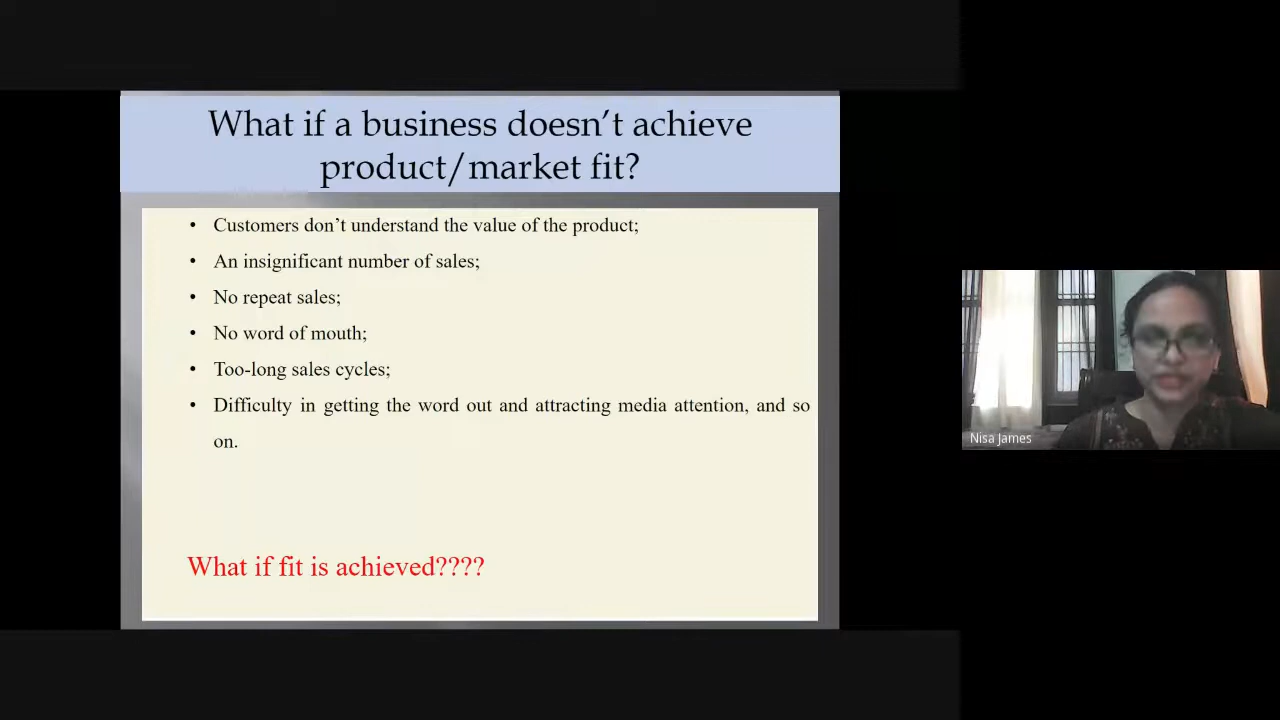 What if a business doesn’t achieve
product/market fit?
• Customers don’t understand the value of the product;
• An insignificant number of sales;
• No repeat sales;
• No word of mouth;
• Too-long sales cycles;
• Difficulty in getting the word out and attracting media attention, and so
on.
What if fit is achieved????
Nisa James